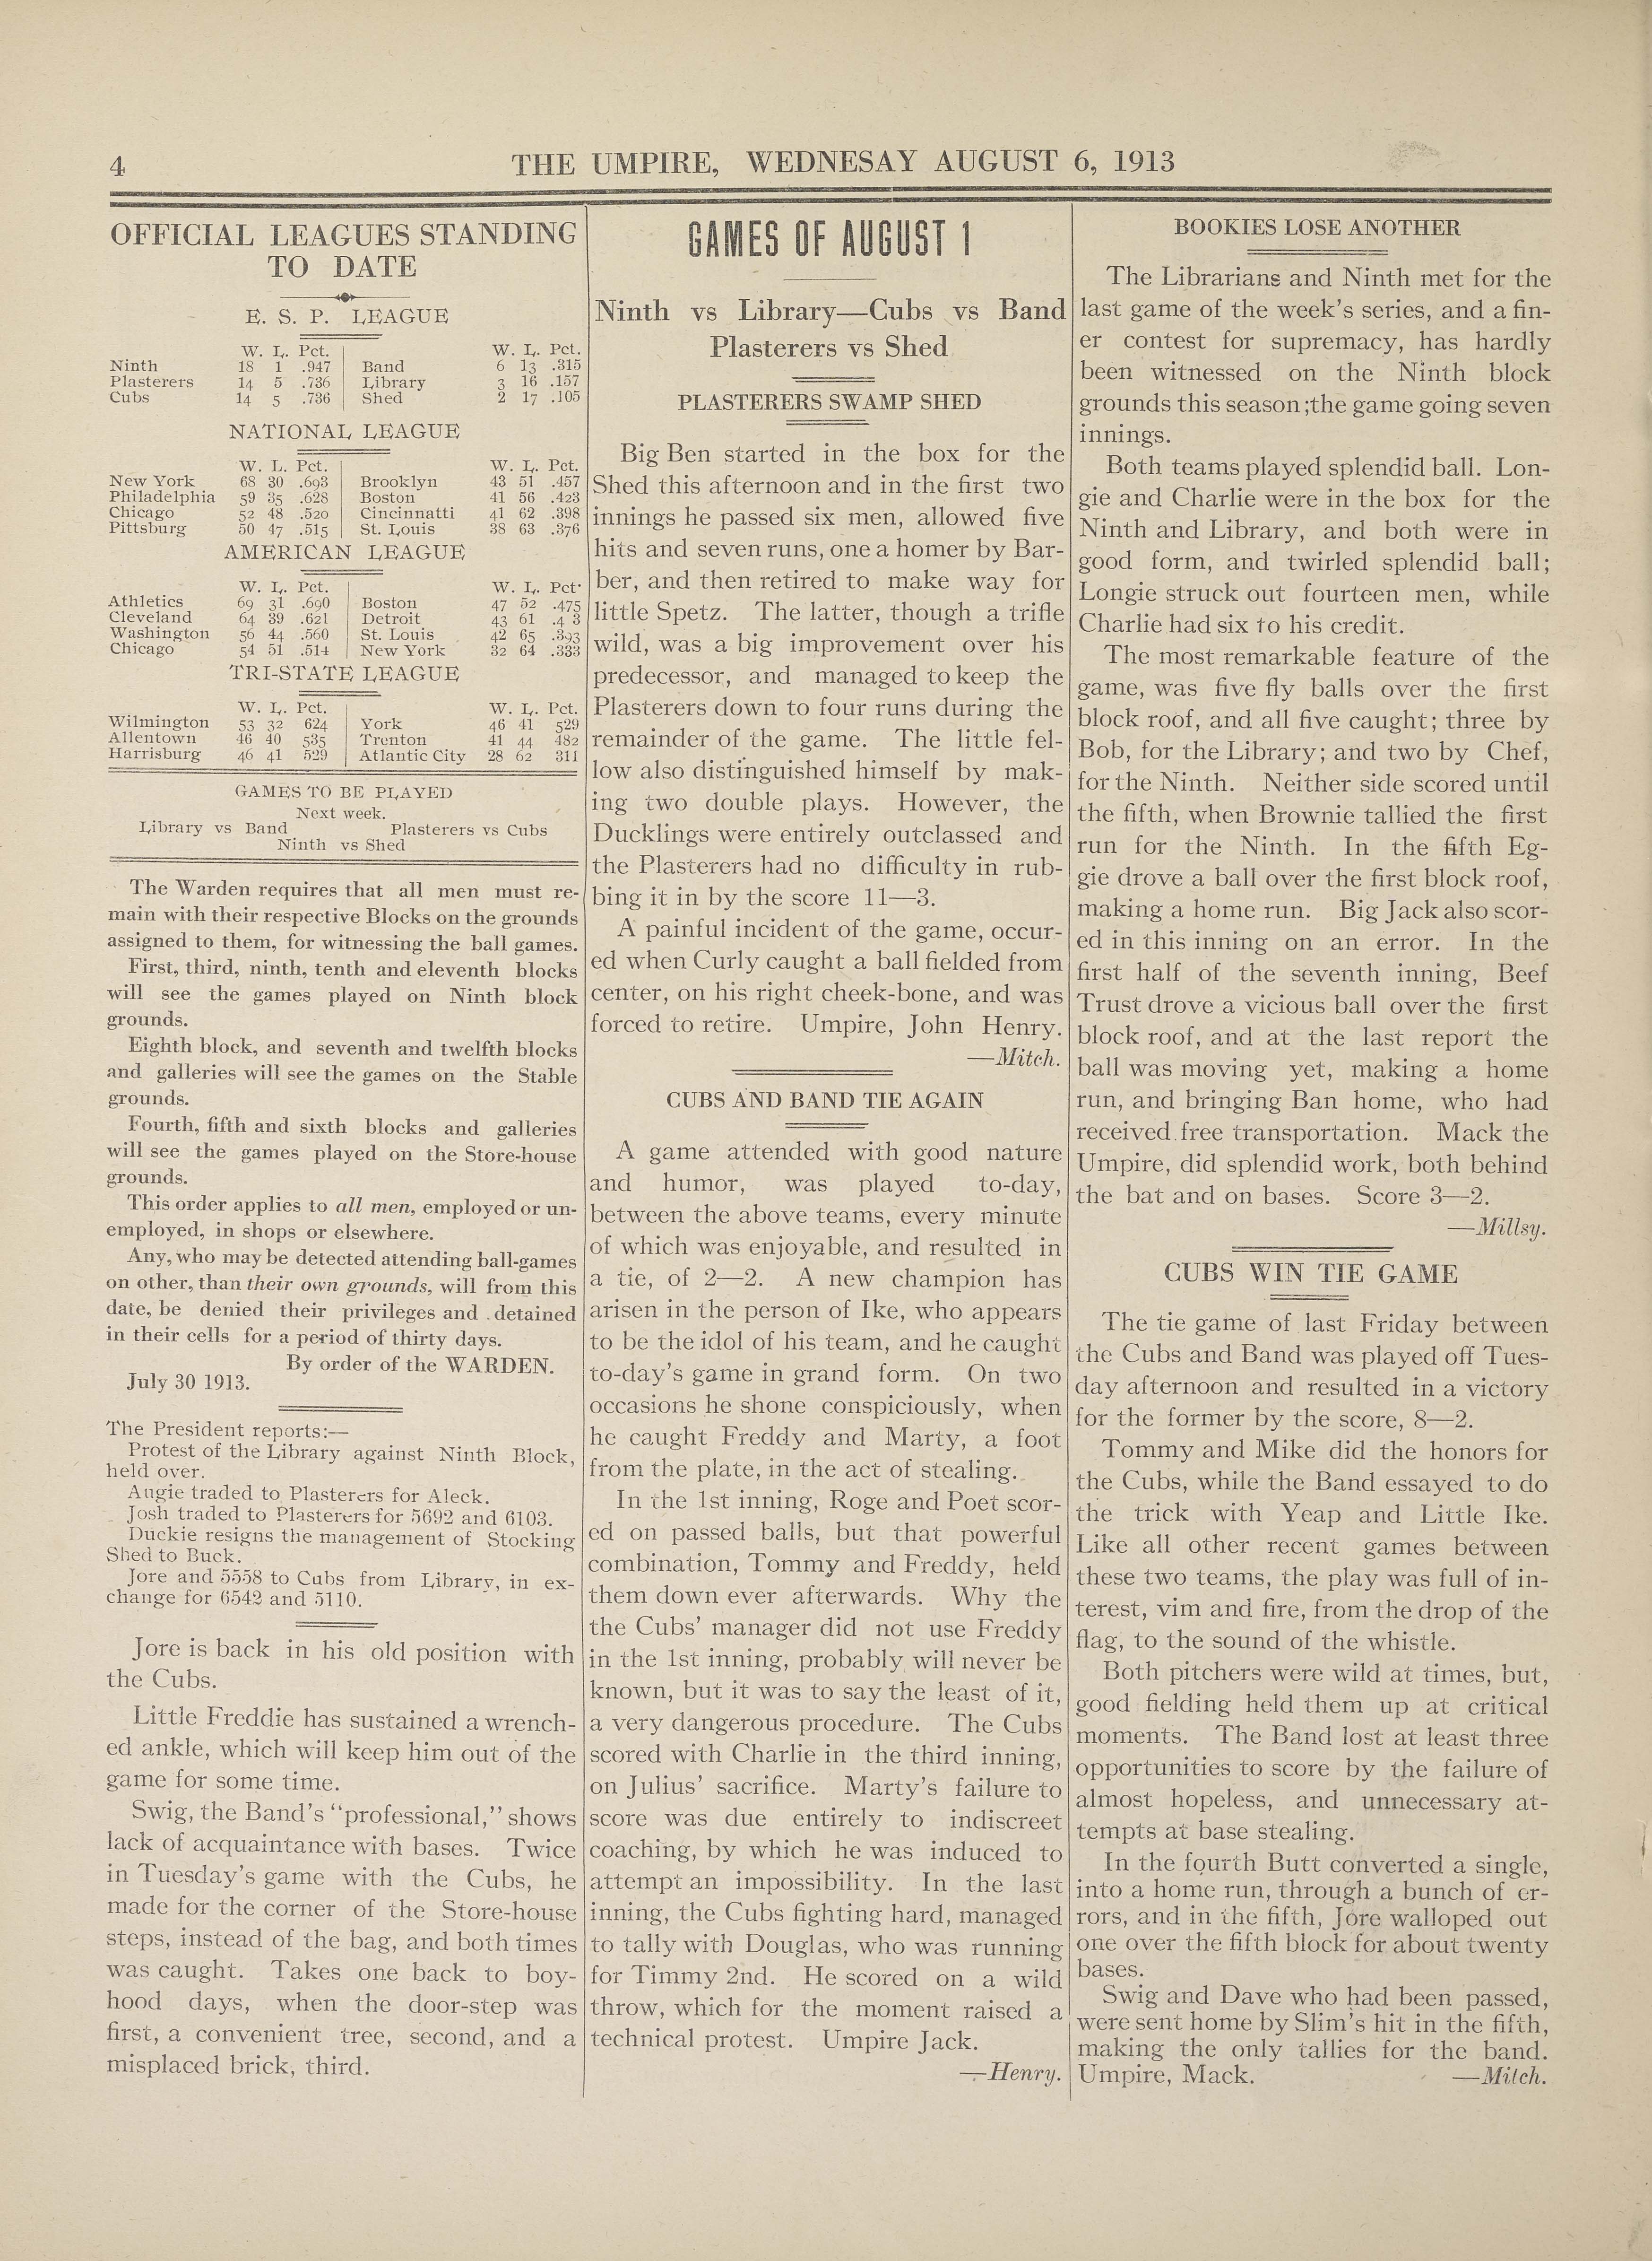 4
THE UMPIRE, WEDNESAY AUGUST 6, 1913
OFFICIAL LEAGUES STANDING
TO DATE
E. S. P. LEAGUE
W. L. Pct. W. L. Pct.
Ninth 18 1 .947 Band 6 13 .315
Plasterers 14 5 .736 Library 3 16 .157
Cubs 14 5 .736 Shed 2 17 .105
NATIONAL LEAGUE
W. L. Pct. W. L. Pct.
New York 68 30 .693 Brooklyn 43 51 .457
Philadelphia 59 35 .628 Boston 41 56 .423
Chicago 52 48 .520 Cincinnatti 41 62 .398
Pittsburg 50 47 .515 St. Louis 38 63 .376
AMERICAN LEAGUE
W. L. Pct. W. L. Pct.
Athletics 69 31 .690 Boston 47 52 .475
Cleveland 64 39 .621 Detroit 43 61 .4 3
Washington 56 44 .560 St. Louis 42 65 .393
Chicago 54 51 .514 New York 32 64 .333
TRI-STATE LEAGUE
W. L. Pct. W. L. Pct.
Wilmington 53 32 624 York 46 41 529
Allentown 46 40 535 Trenton 41 44 482
Harrisburg 46 41 529 Atlantic City 28 62 311
GAMES TO BE PLAYED
Next week.
Library vs Band Plasterers vs Cubs
Ninth vs Shed
The Warden requires that all men must re-
main with their respective Blocks on the grounds
assigned to them, for witnessing the ball games.
First, third, ninth, tenth and eleventh blocks
will see the games played on Ninth block
grounds.
Eighth block, and seventh and twelfth blocks
and galleries will see the games on the Stable
grounds.
Fourth, fifth and sixth blocks and galleries
will see the games played on the Store-house
grounds.
This order applies to all men, employed or un-
employed, in shops or elsewhere.
Any, who may be detected attending ball-games
on other, than their own grounds, will from this
date, be denied their privileges and detained
in their cells for a period of thirty days.
By order of the WARDEN.
July 30 1913.
The President reports:—
Protest of the Library against Ninth Block,
held over.
Augie traded to Plasterers for Aleck.
Josh traded to Plasterers for 5692 and 6103.
Duckie resigns the management of Stocking
Shed to Buck.
Jore and 5558 to Cubs from Library, in ex-
change for 6542 and 5110.
Jore is back in his old position with
the Cubs.
Little Freddie has sustained a wrench-
ed ankle, which will keep him out of the
game for some time.
Swig, the Band's "professional," shows
lack of acquaintance with bases. Twice
in Tuesday's game with the Cubs, he
made for the corner of the Store-house
steps, instead of the bag, and both times
was caught. Takes one back to boy-
hood days, when the door-step was
first, a convenient tree, second, and a
misplaced brick, third.
GAMES OF AUGUST 1
Ninth vs Library—Cubs vs Band
Plasterers vs Shed
PLASTERERS SWAMP SHED
Big Ben started in the box for the
Shed this afternoon and in the first two
innings he passed six men, allowed five
hits and seven runs, one a homer by Bar-
ber, and then retired to make way for
little Spetz. The latter, though a trifle
wild, was a big improvement over his
predecessor, and managed to keep the
Plasterers down to four runs during the
remainder of the game. The little fel-
low also distinguished himself by mak-
ing two double plays. However, the
Ducklings were entirely outclassed and
the Plasterers had no difficulty in rub-
bing it in by the score 11—3.
A painful incident of the game, occur-
ed when Curly caught a ball fielded from
center, on his right cheek-bone, and was
forced to retire. Umpire, John Henry.
—Mitch.
CUBS AND BAND TIE AGAIN
A game attended with good nature
and humor, was played to-day,
between the above teams, every minute
of which was enjoyable, and resulted in
a tie, of 2—2. A new champion has
arisen in the person of Ike, who appears
to be the idol of his team, and he caught
to-day's game in grand form. On two
occasions he shone conspiciously, when
he caught Freddy and Marty, a foot
from the plate, in the act of stealing.
In the 1st inning, Roge and Poet scor-
ed on passed balls, but that powerful
combination, Tommy and Freddy, held
them down ever afterwards. Why the
the Cubs' manager did not use Freddy
in the 1st inning, probably will never be
known, but it was to say the least of it,
a very dangerous procedure. The Cubs
scored with Charlie in the third inning,
on Julius' sacrifice. Marty's failure to
score was due entirely to indiscreet
coaching, by which he was induced to
attempt an impossibility. In the last
inning, the Cubs fighting hard, managed
to tally with Douglas, who was running
for Timmy 2nd. He scored on a wild
throw, which for the moment raised a
technical protest. Umpire Jack.
—Henry.
BOOKIES LOSE ANOTHER
The Librarians and Ninth met for the
last game of the week's series, and a fin-
er contest for supremacy, has hardly
been witnessed on the Ninth block
grounds this season;the game going seven
innings.
Both teams played splendid ball. Lon-
gie and Charlie were in the box for the
Ninth and Library, and both were in
good form, and twirled splendid ball;
Longie struck out fourteen men, while
Charlie had six to his credit.
The most remarkable feature of the
game, was five fly balls over the first
block roof, and all five caught; three by
Bob, for the Library; and two by Chef,
for the Ninth. Neither side scored until
the fifth, when Brownie tallied the first
run for the Ninth. In the fifth Eg-
gie drove a ball over the first block roof,
making a home run. Big Jack also scor-
ed in this inning on an error. In the
first half of the seventh inning, Beef
Trust drove a vicious ball over the first
block roof, and at the last report the
ball was moving yet, making a home
run, and bringing Ban home, who had
received free transportation. Mack the
Umpire, did splendid work, both behind
the bat and on bases. Score 3—2.
—Millsy.
CUBS WIN TIE GAME
The tie game of last Friday between
the Cubs and Band was played off Tues-
day afternoon and resulted in a victory
for the former by the score, 8—2.
Tommy and Mike did the honors for
the Cubs, while the Band essayed to do
the trick with Yeap and Little Ike.
Like all other recent games between
these two teams, the play was full of in-
terest, vim and fire, from the drop of the
flag, to the sound of the whistle.
Both pitchers were wild at times, but,
good fielding held them up at critical
moments. The Band lost at least three
opportunities to score by the failure of
almost hopeless, and unnecessary at-
tempts at base stealing.
In the fourth Butt converted a single,
into a home run, through a bunch of er-
rors, and in the fifth, Jore walloped out
one over the fifth block for about twenty
bases.
Swig and Dave who had been passed,
were sent home by Slim's hit in the fifth,
making the only tallies for the band.
Umpire, Mack. —Mitch.